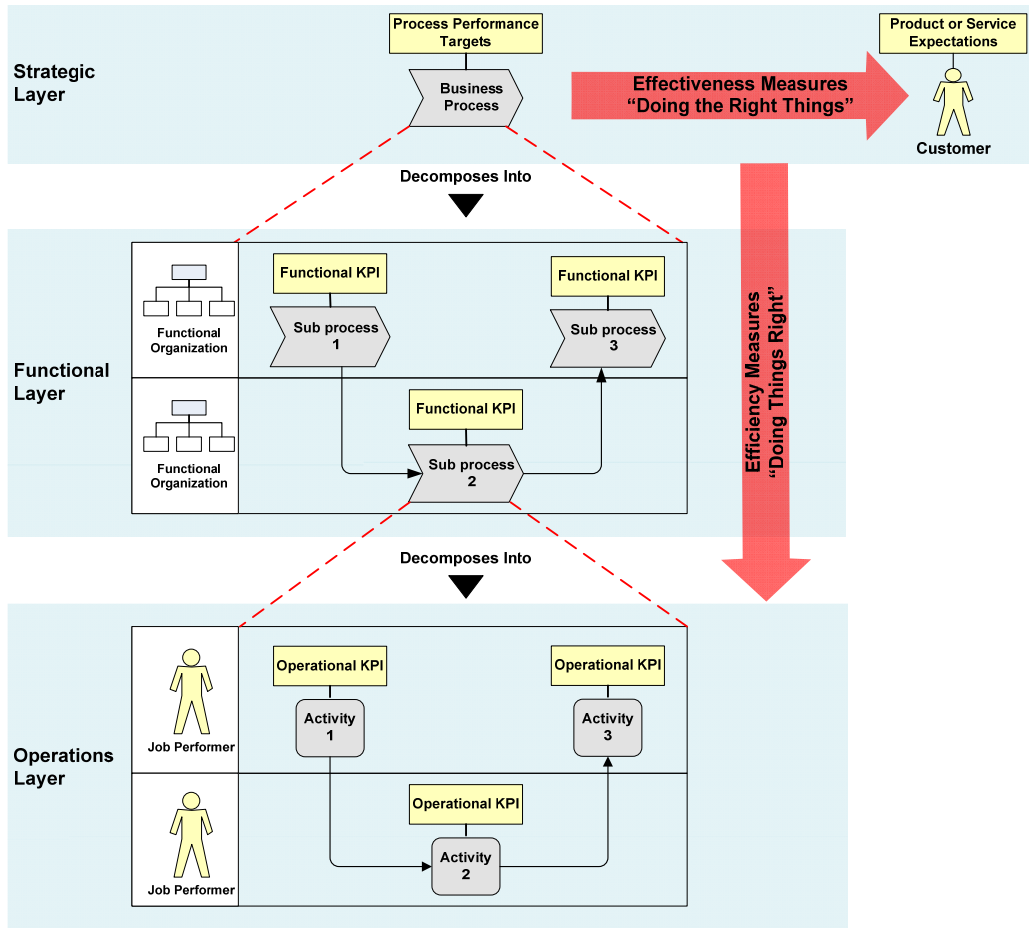 Process Performance
Targets
Product or Service
Expectations
Strategic
Layer
Business
Process
Effectiveness Measures
“Doing the Right Things”
Customer
Decomposes Into
Functional
Layer
Functional
Organization
Functional KPI
Sub process
1
Functional KPI
Sub process
3
Functional
Organization
Functional KPI
Sub process
2
Efficiency Measures
“Doing Things Right”
Decomposes Into
Operations
Layer
Job Performer
Operational KPI
Activity
1
Operational KPI
Activity
3
Job Performer
Operational KPI
Activity
2